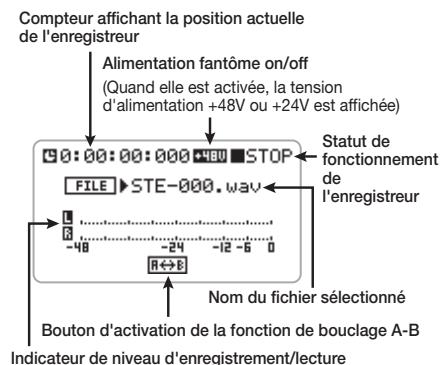 Compteur affichant la position actuelle
de l'enregistreur
Alimentation fantôme on/off
(Quand elle est activée, la tension
d'alimentation +48V ou +24V est affichée)
Statut de
fonctionnement
de
l'enregistreur
0:00:00:000 +48V STOP
FILE STE-000.wav
L
R
-48 -24 -12 -6 0
A↔B
Nom du fichier sélectionné
Bouton d'activation de la fonction de bouclage A-B
Indicateur de niveau d'enregistrement/lecture